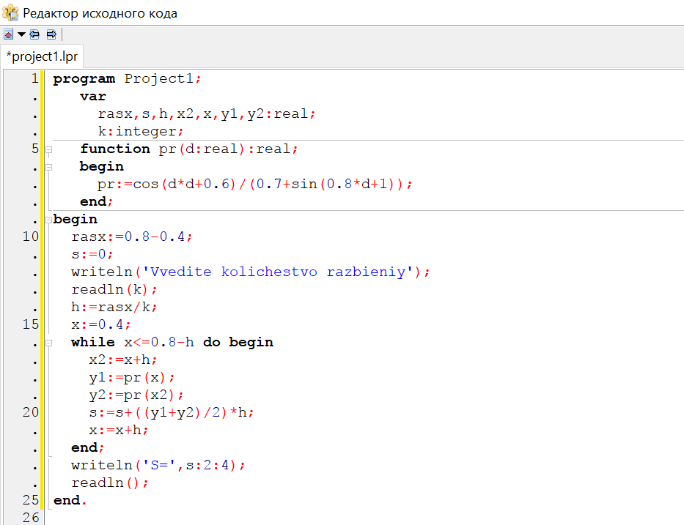 Редактор исходного кода
*project1.lpr
1 program Project1;
. var
. rasx,s,h,x2,x,y1,y2:real;
. k:integer;
5 function pr(d:real):real;
. begin
. pr:=cos(d*d+0.6)/(0.7+sin(0.8*d+1));
. end;
. begin
10 rasx:=0.8-0.4;
. s:=0;
. writeln('Vvedite kolichestvo razbieniy');
. readln(k);
. h:=rasx/k;
15 x:=0.4;
. while x<=0.8-h do begin
. x2:=x+h;
. y1:=pr(x);
. y2:=pr(x2);
20 s:=s+((y1+y2)/2)*h;
. x:=x+h;
. end;
. writeln('S=',s:2:4);
. readln();
25 end.
26